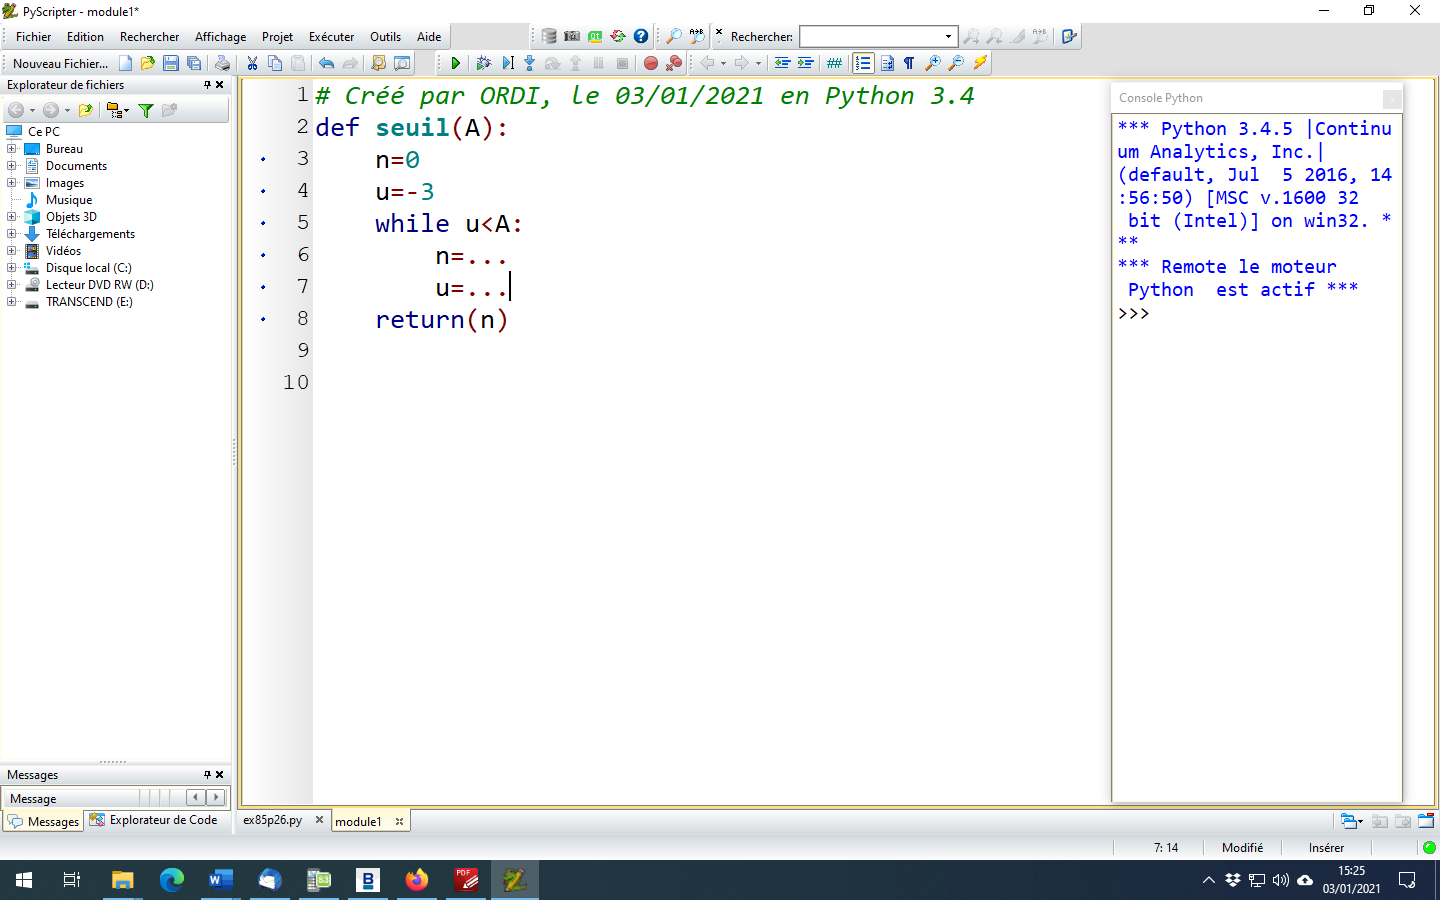 PyScripter - module1*
Fichier Edition Rechercher Affichage Projet Exécuter Outils Aide
Rechercher:
Nouveau Fichier...
Explorateur de fichiers
Ce PC
Bureau
Documents
Images
Musique
Objets 3D
Téléchargements
Vidéos
Disque local (C:)
Lecteur DVD RW (D:)
TRANSCEND (E:)
1 # Créé par ORDI, le 03/01/2021 en Python 3.4
2 def seuil(A):
3 n=0
4 u=-3
5 while u<A:
6 n=...
7 u=...
8 return(n)
9
10
Console Python
*** Python 3.4.5 |Continu
um Analytics, Inc.|
(default, Jul 5 2016, 14
:56:50) [MSC v.1600 32
bit (Intel)] on win32. *
**
*** Remote le moteur
Python est actif ***
>>>
Messages
Message
Messages Explorateur de Code
ex85p26.py module1
7: 14 Modifié Insérer
15:25
03/01/2021